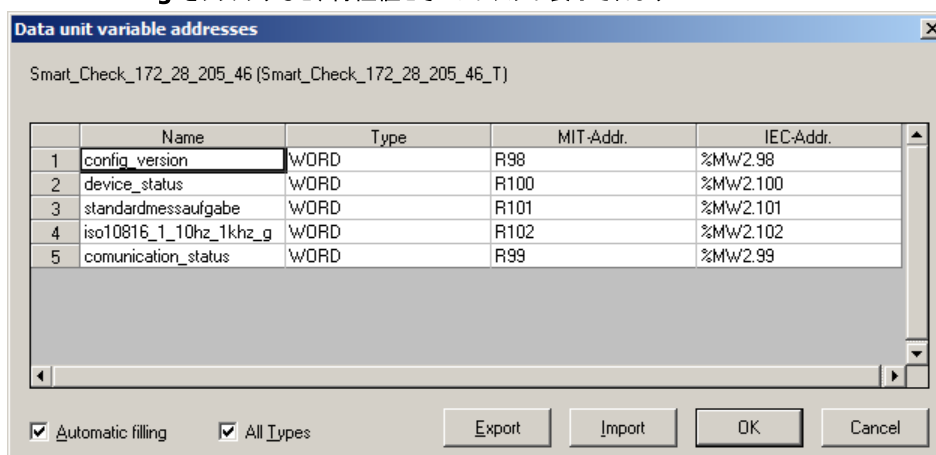 Data unit variable addresses
Smart_Check_172_28_205_46 (Smart_Check_172_28_205_46_T)
Name Type MIT-Addr. IEC-Addr.
1 config_version WORD R98 %MW2.98
2 device_status WORD R100 %MW2.100
3 standardmessaufgabe WORD R101 %MW2.101
4 iso10816_1_10hz_1khz_g WORD R102 %MW2.102
5 comunication_status WORD R99 %MW2.99
Automatic filling All Types Export Import OK Cancel